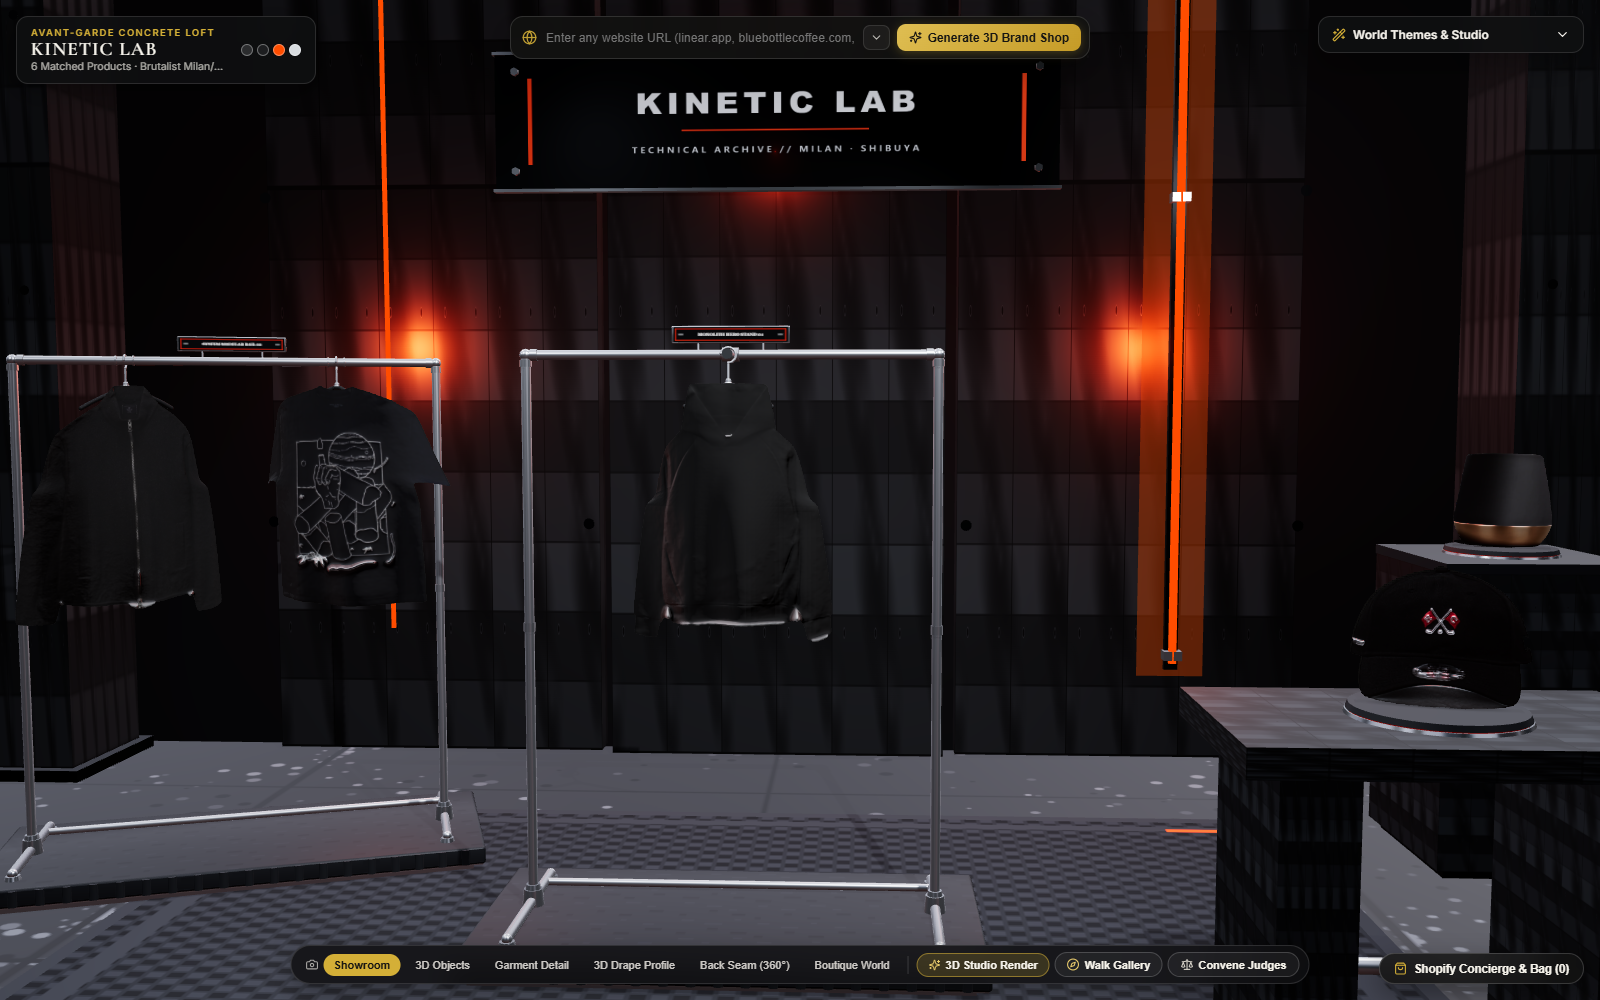 AVANT-GARDE CONCRETE LOFT
KINETIC LAB
6 Matched Products · Brutalist Milan/...
Enter any website URL (linear.app, bluebottlecoffee.com,
Generate 3D Brand Shop
World Themes & Studio
KINETIC LAB
TECHNICAL ARCHIVE // MILAN · SHIBUYA
Showroom
3D Objects
Garment Detail
3D Drape Profile
Back Seam (360°)
Boutique World
3D Studio Render
Walk Gallery
Convene Judges
Shopify Concierge & Bag (0)